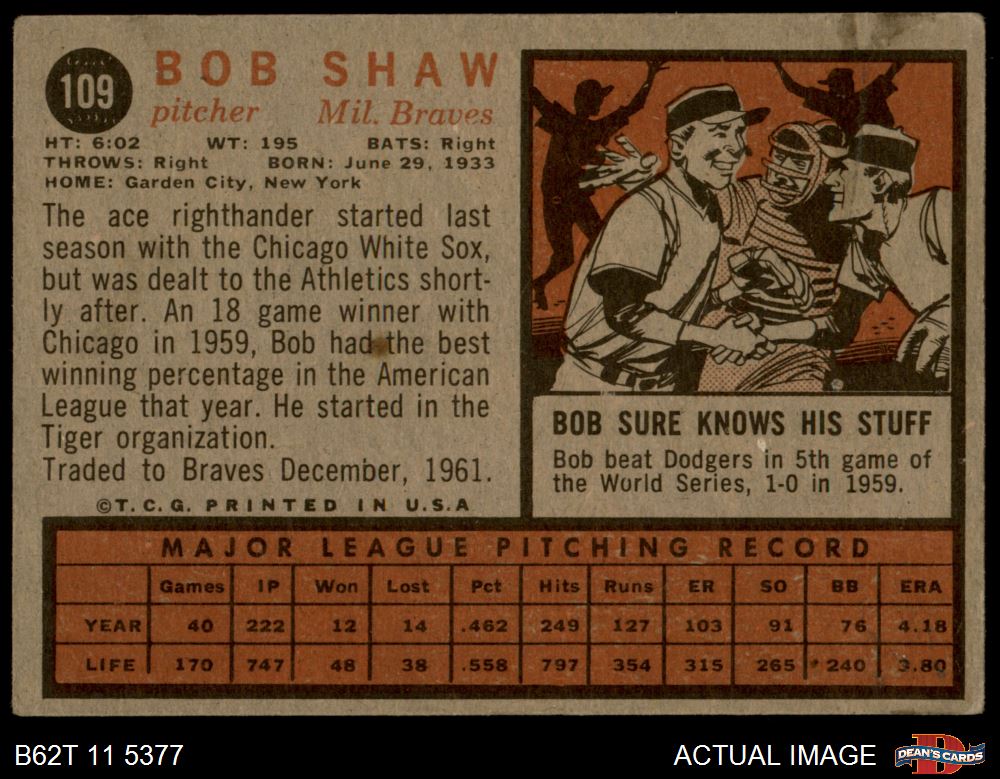 109
BOB SHAW
pitcher Mil. Braves
HT: 6:02 WT: 195 BATS: Right
THROWS: Right BORN: June 29, 1933
HOME: Garden City, New York
The ace righthander started last
season with the Chicago White Sox,
but was dealt to the Athletics short-
ly after. An 18 game winner with
Chicago in 1959, Bob had the best
winning percentage in the American
League that year. He started in the
Tiger organization.
Traded to Braves December, 1961.
©T.C.G. PRINTED IN U.S.A
BOB SURE KNOWS HIS STUFF
Bob beat Dodgers in 5th game of
the World Series, 1-0 in 1959.
MAJOR LEAGUE PITCHING RECORD
Games IP Won Lost Pct Hits Runs ER SO BB ERA
YEAR 40 222 12 14 .462 249 127 103 91 76 4.18
LIFE 170 747 48 38 .558 797 354 315 265 240 3.80
B62T 11 5377
ACTUAL IMAGE
DEAN'S CARDS